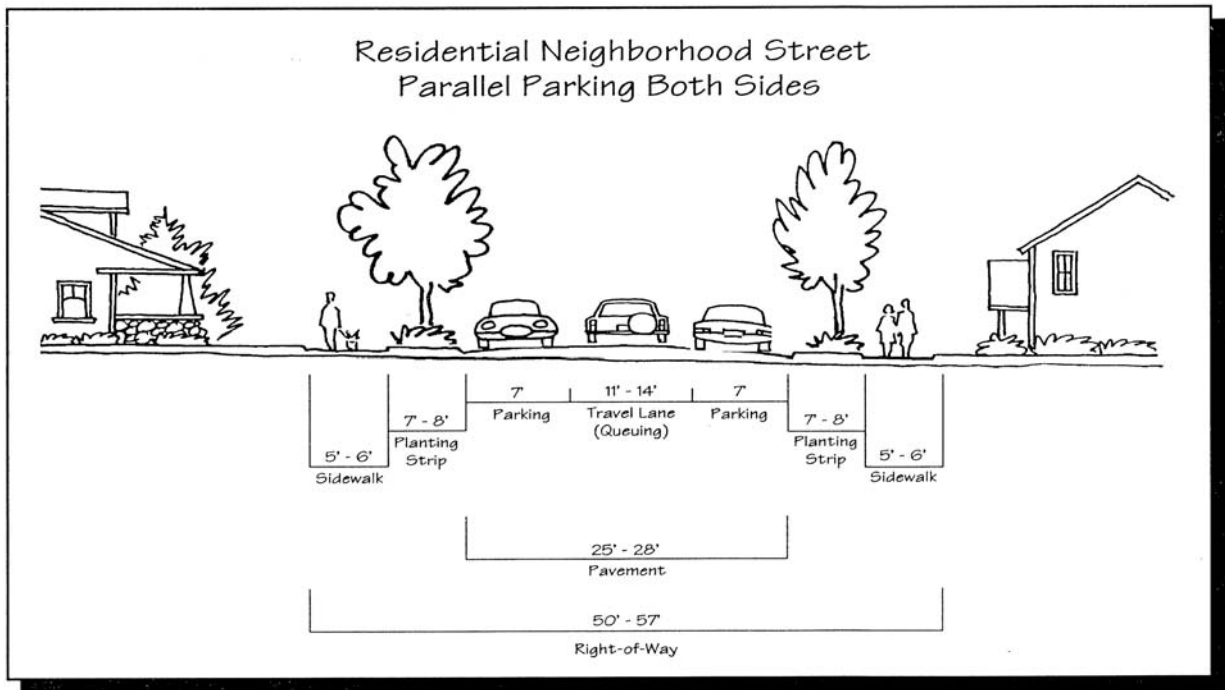 Residential Neighborhood Street
Parallel Parking Both Sides
7' 11' - 14' 7'
Parking Travel Lane Parking
(Queuing)
7' - 8' 7' - 8'
Planting Planting
Strip Strip
5' - 6' 5' - 6'
Sidewalk Sidewalk
25' - 28'
Pavement
50' - 57'
Right-of-Way